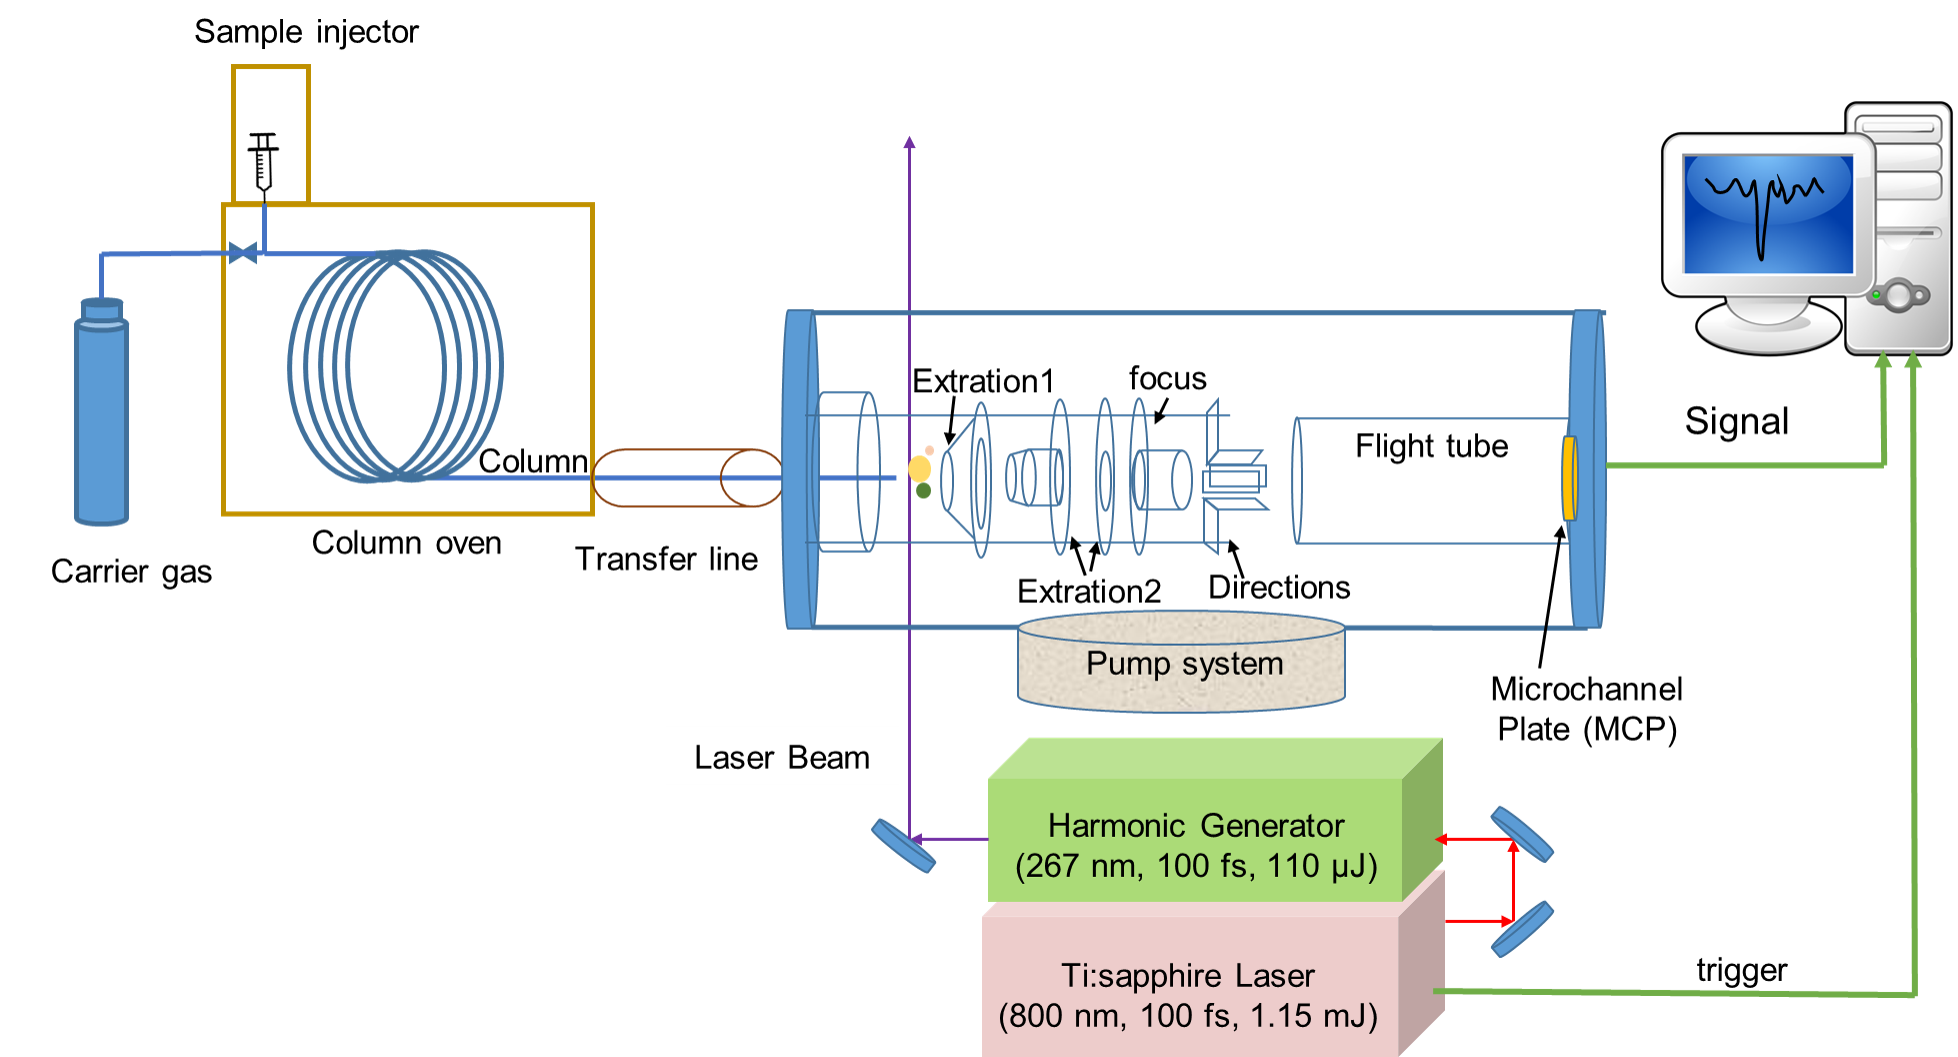 Sample injector
Carrier gas
Column oven
Column
Transfer line
Extration1
focus
Flight tube
Extration2
Directions
Pump system
Microchannel
Plate (MCP)
Signal
Laser Beam
Harmonic Generator
(267 nm, 100 fs, 110 µJ)
Ti:sapphire Laser
(800 nm, 100 fs, 1.15 mJ)
trigger